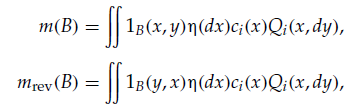 m(B) = ∬ 1_B(x, y)η(dx)c_i(x)Q_i(x, dy),
m_rev(B) = ∬ 1_B(y, x)η(dx)c_i(x)Q_i(x, dy),